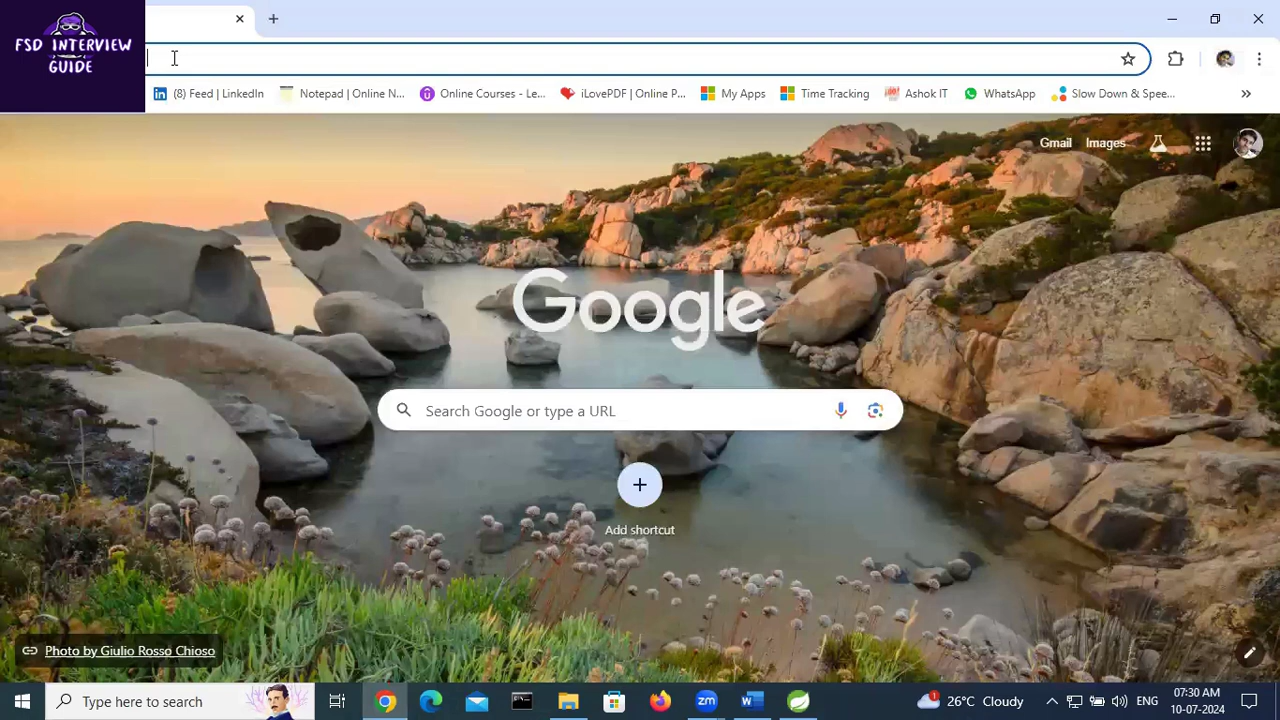 FSD INTERVIEW
GUIDE
(8) Feed | LinkedIn
Notepad | Online N...
Online Courses - Le...
iLovePDF | Online P...
My Apps
Time Tracking
Ashok IT
WhatsApp
Slow Down & Spee...
Gmail
Images
Google
Search Google or type a URL
Add shortcut
Photo by Giulio Rosso Chioso
Type here to search
26°C Cloudy
ENG
07:30 AM
10-07-2024